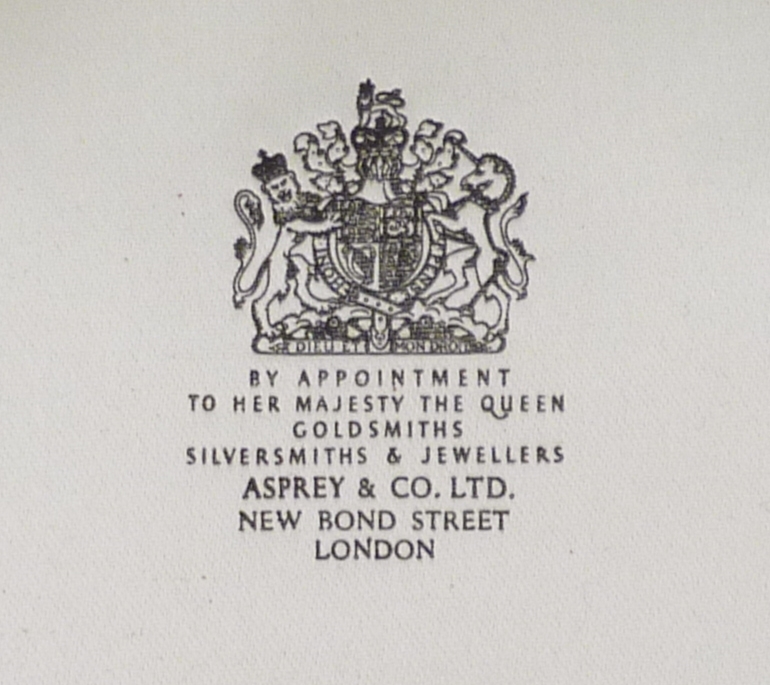 DIEU ET MON DROIT
BY APPOINTMENT
TO HER MAJESTY THE QUEEN
GOLDSMITHS
SILVERSMITHS & JEWELLERS
ASPREY & CO. LTD.
NEW BOND STREET
LONDON